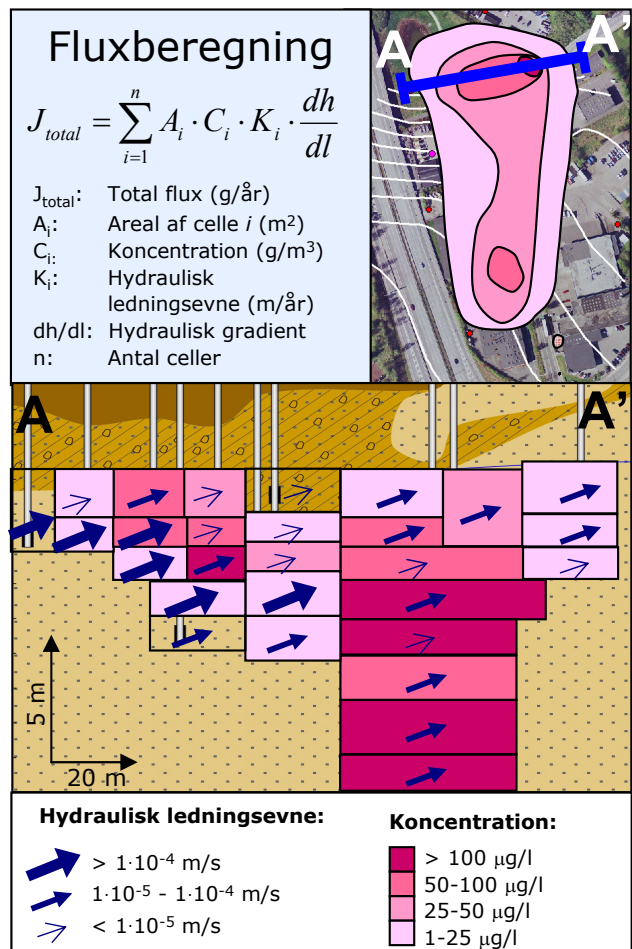 Fluxberegning
J_total = \sum_{i=1}^{n} A_i · C_i · K_i · dh/dl
J_total: Total flux (g/år)
A_i: Areal af celle i (m²)
C_i: Koncentration (g/m³)
K_i: Hydraulisk
ledningsevne (m/år)
dh/dl: Hydraulisk gradient
n: Antal celler
A A'
A A'
5 m
20 m
Hydraulisk ledningsevne:
> 1·10⁻⁴ m/s
1·10⁻⁵ - 1·10⁻⁴ m/s
< 1·10⁻⁵ m/s
Koncentration:
> 100 µg/l
50-100 µg/l
25-50 µg/l
1-25 µg/l